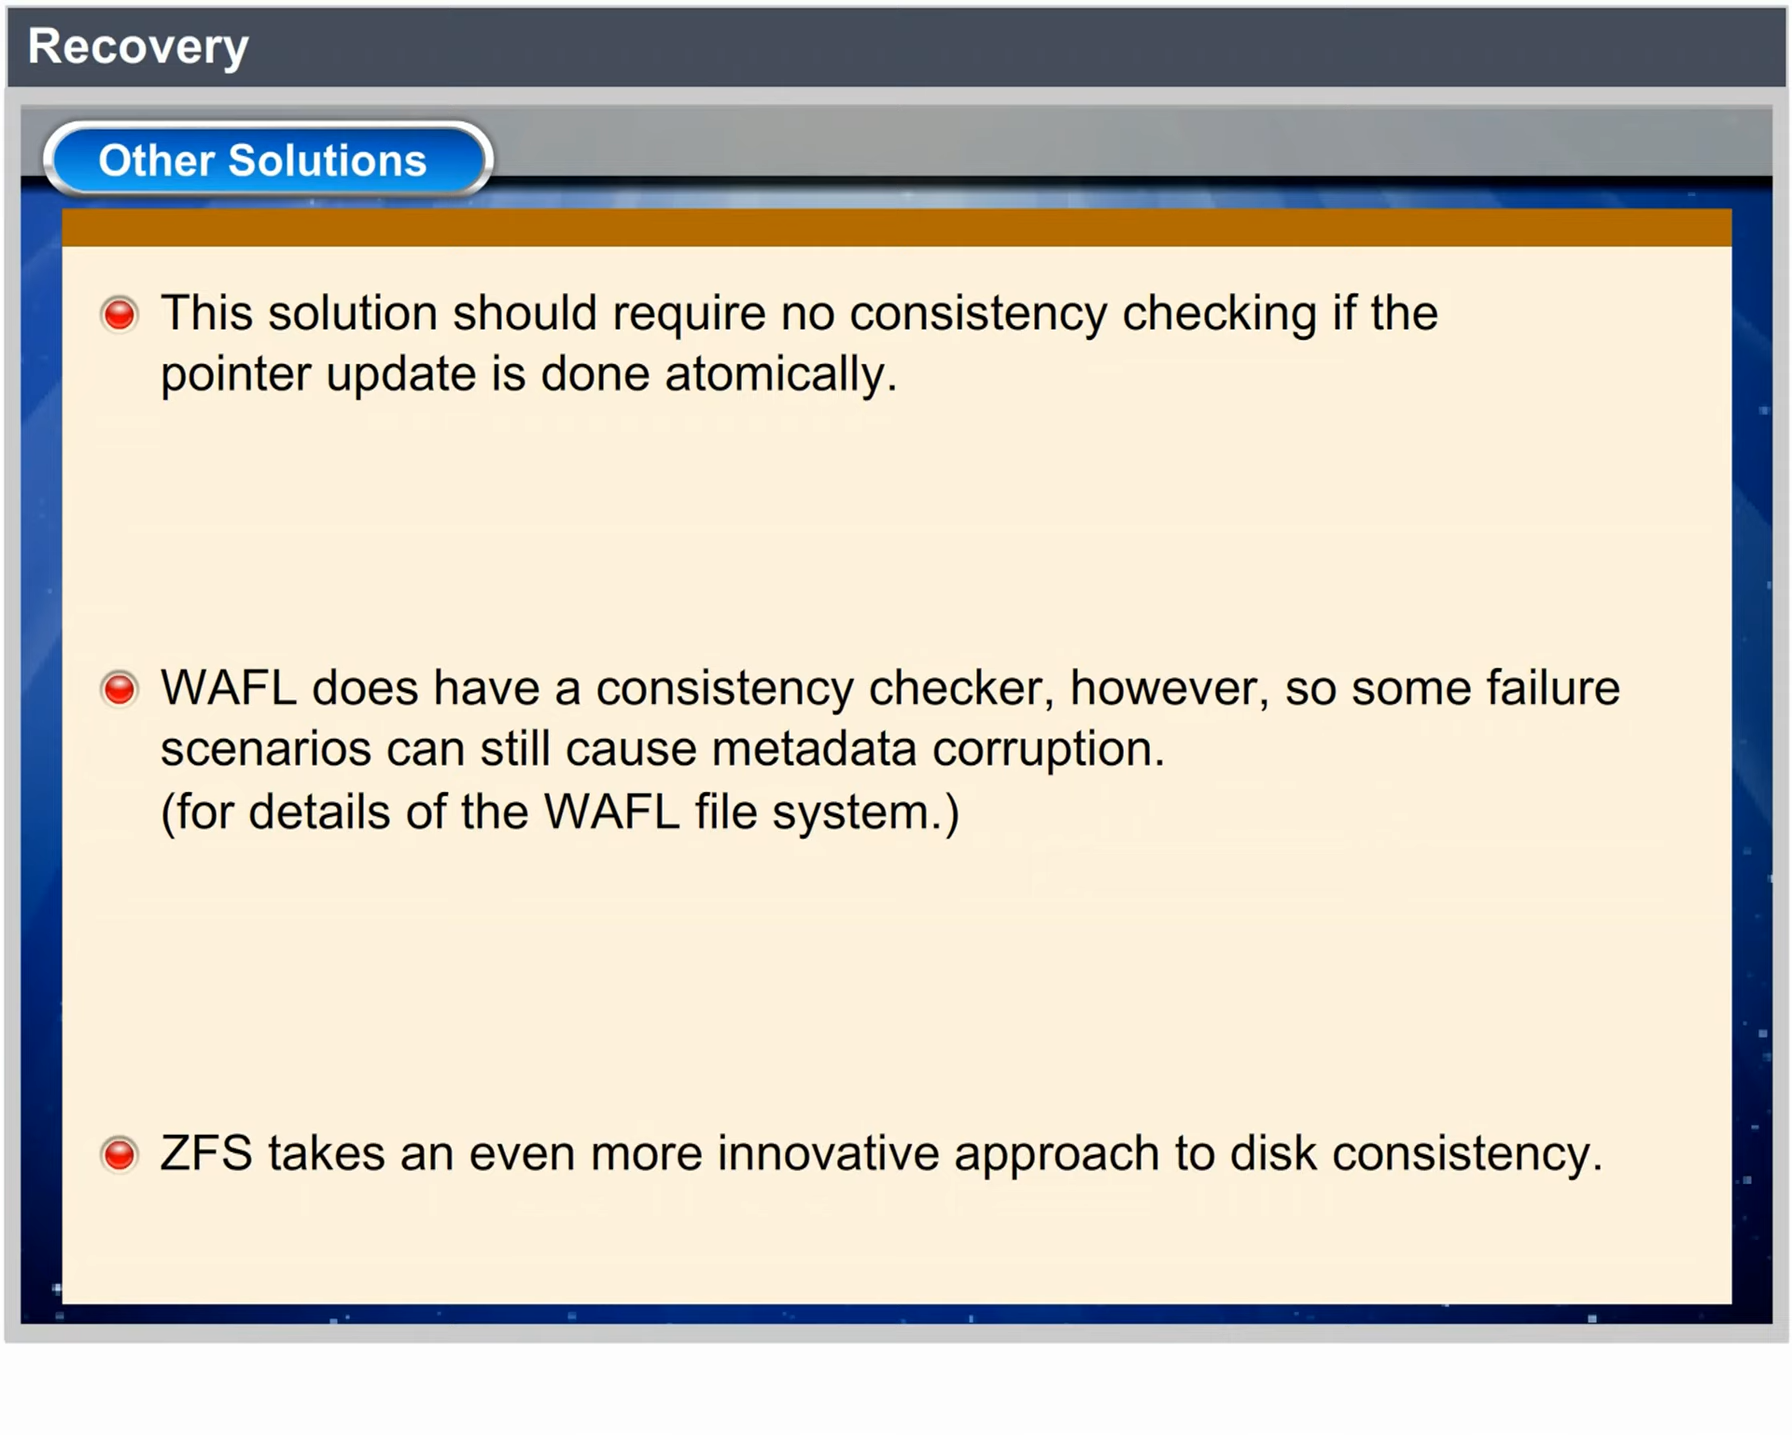 Recovery
Other Solutions
This solution should require no consistency checking if the
pointer update is done atomically.
WAFL does have a consistency checker, however, so some failure
scenarios can still cause metadata corruption.
(for details of the WAFL file system.)
ZFS takes an even more innovative approach to disk consistency.